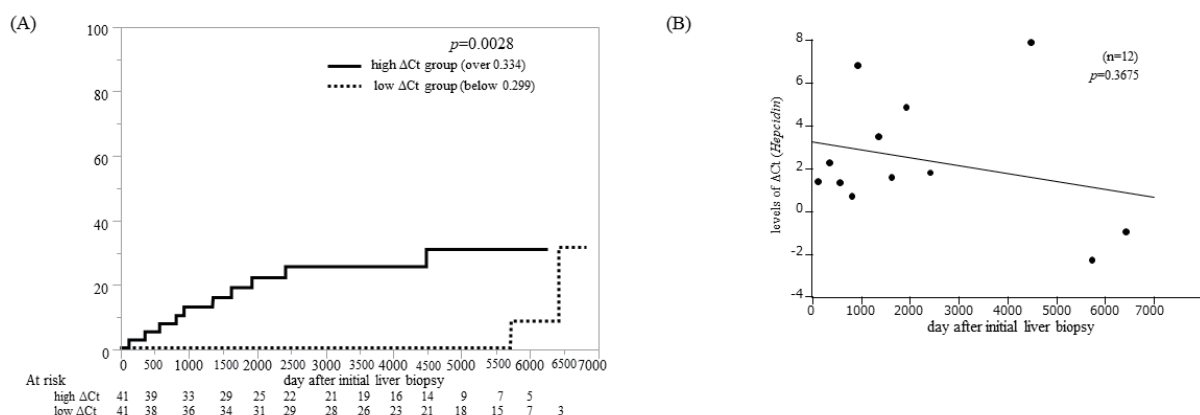 (A)
100
80
60
40
20
0
p=0.0028
high ΔCt group (over 0.334)
low ΔCt group (below 0.299)
0 500 1000 1500 2000 2500 3000 3500 4000 4500 5000 5500 6000 6500 7000
At risk day after initial liver biopsy
high ΔCt 41 39 33 29 25 22 21 19 16 14 9 7 5
low ΔCt 41 38 36 34 31 29 28 26 23 21 18 15 7 3
(B)
levels of ΔCt (Hepcidin)
8
6
4
2
0
-2
-4
(n=12)
p=0.3675
0 1000 2000 3000 4000 5000 6000 7000
day after initial liver biopsy